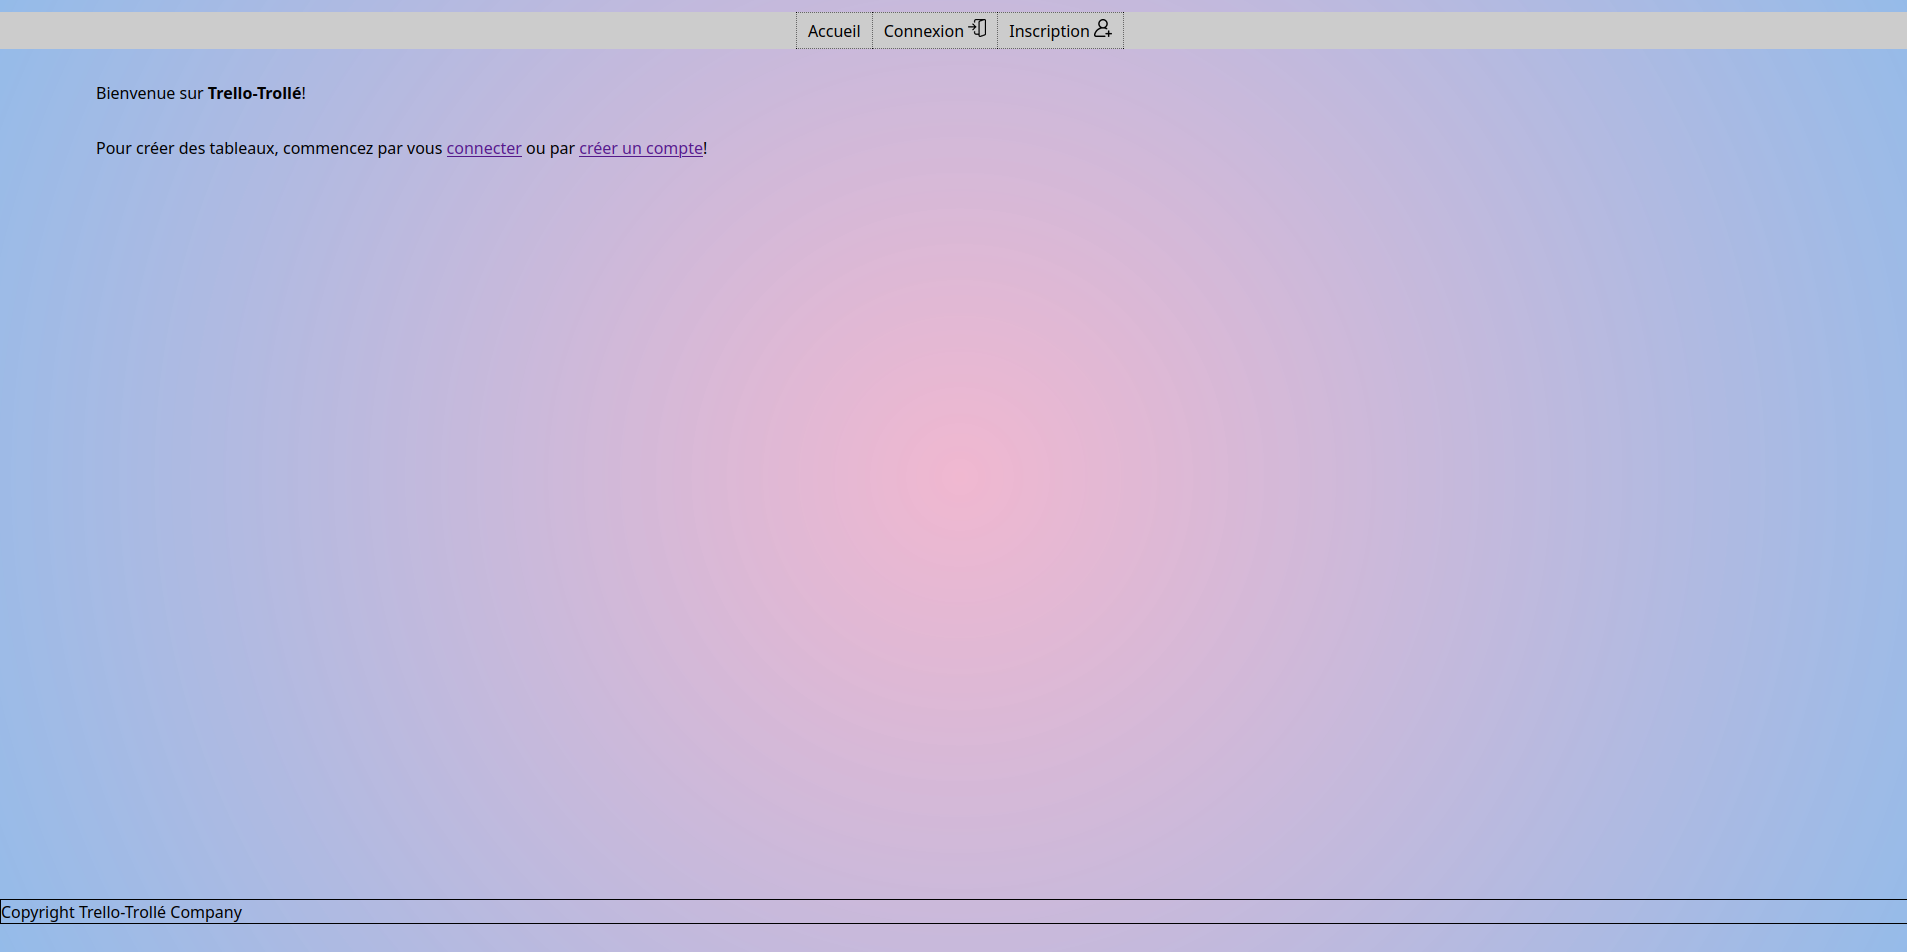 Accueil Connexion Inscription
Bienvenue sur Trello-Trollé!
Pour créer des tableaux, commencez par vous connecter ou par créer un compte!
Copyright Trello-Trollé Company